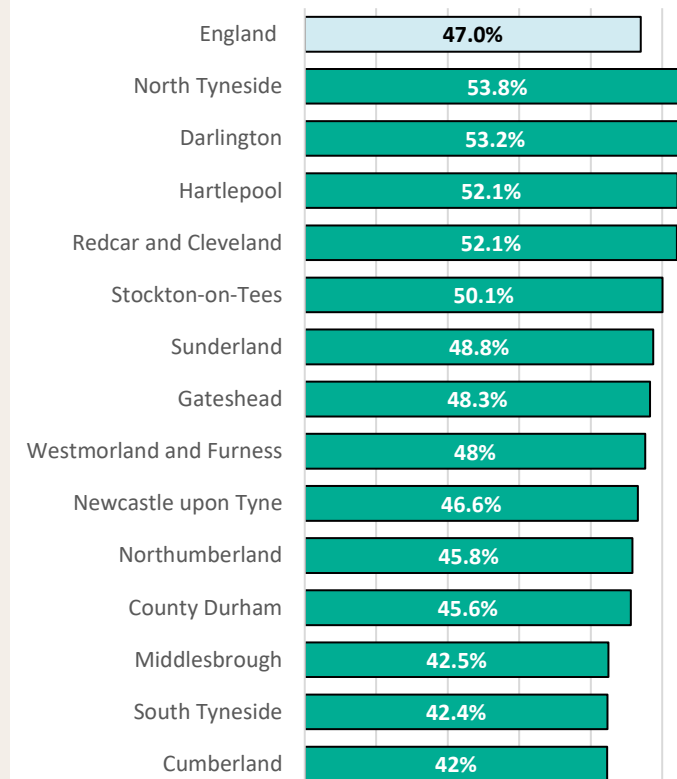 England 47.0%
North Tyneside 53.8%
Darlington 53.2%
Hartlepool 52.1%
Redcar and Cleveland 52.1%
Stockton-on-Tees 50.1%
Sunderland 48.8%
Gateshead 48.3%
Westmorland and Furness 48%
Newcastle upon Tyne 46.6%
Northumberland 45.8%
County Durham 45.6%
Middlesbrough 42.5%
South Tyneside 42.4%
Cumberland 42%